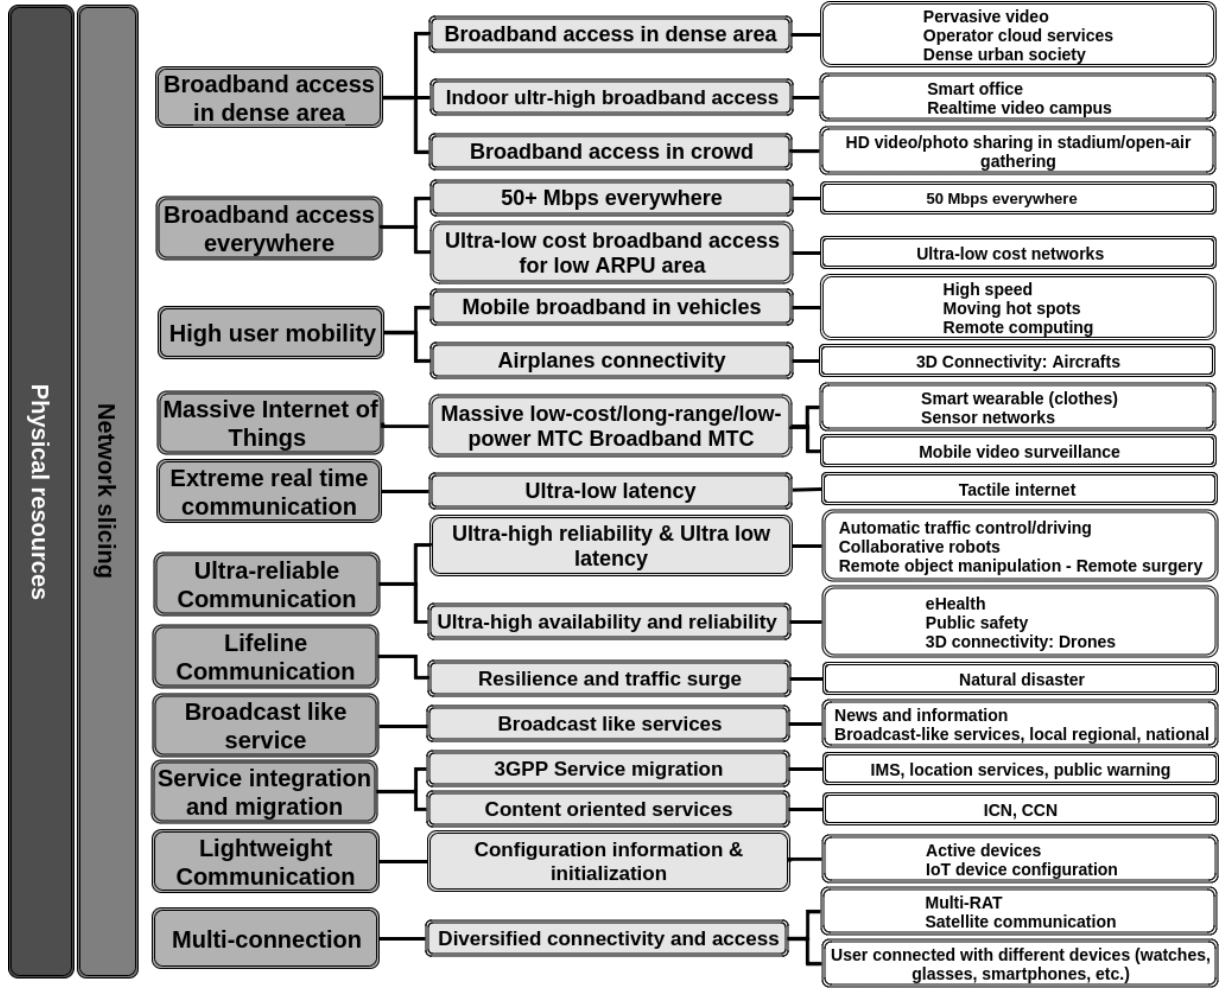 Physical resources
Network slicing
Broadband access
in dense area
Broadband access in dense area
Pervasive video
Operator cloud services
Dense urban society
Indoor ultr-high broadband access
Smart office
Realtime video campus
Broadband access in crowd
HD video/photo sharing in stadium/open-air
gathering
Broadband access
everywhere
50+ Mbps everywhere
50 Mbps everywhere
Ultra-low cost broadband access
for low ARPU area
Ultra-low cost networks
High user mobility
Mobile broadband in vehicles
High speed
Moving hot spots
Remote computing
Airplanes connectivity
3D Connectivity: Aircrafts
Massive Internet of
Things
Massive low-cost/long-range/low-
power MTC Broadband MTC
Smart wearable (clothes)
Sensor networks
Mobile video surveillance
Extreme real time
communication
Ultra-low latency
Tactile internet
Ultra-reliable
Communication
Ultra-high reliability & Ultra low
latency
Automatic traffic control/driving
Collaborative robots
Remote object manipulation - Remote surgery
Ultra-high availability and reliability
eHealth
Public safety
3D connectivity: Drones
Lifeline
Communication
Resilience and traffic surge
Natural disaster
Broadcast like
service
Broadcast like services
News and information
Broadcast-like services, local regional, national
Service integration
and migration
3GPP Service migration
IMS, location services, public warning
Content oriented services
ICN, CCN
Lightweight
Communication
Configuration information &
initialization
Active devices
IoT device configuration
Multi-connection
Diversified connectivity and access
Multi-RAT
Satellite communication
User connected with different devices (watches,
glasses, smartphones, etc.)